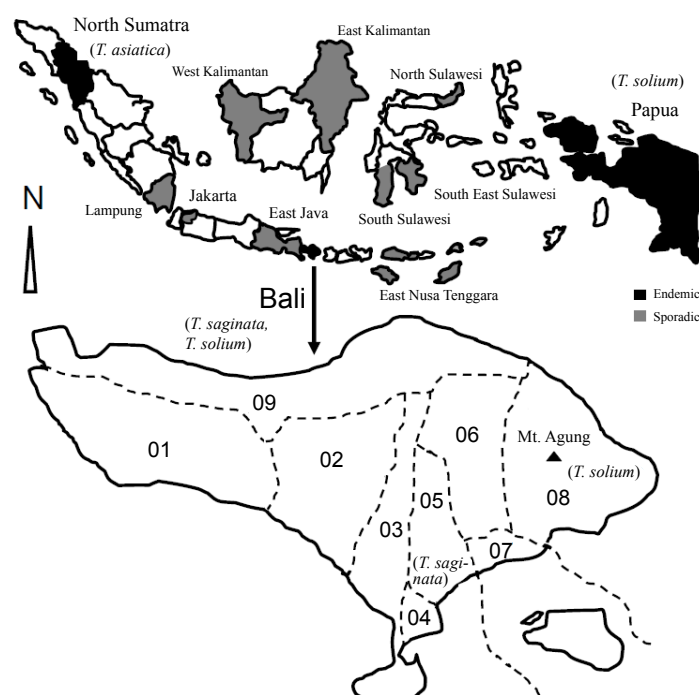 North Sumatra
(T. asiatica)
East Kalimantan
West Kalimantan
North Sulawesi
(T. solium)
Papua
N
Lampung
Jakarta
East Java
South Sulawesi
South East Sulawesi
East Nusa Tenggara
Endemic
Sporadic
Bali
(T. saginata,
T. solium)
09
01
02
06
Mt. Agung
(T. solium)
08
05
03
07
(T. sagi-
nata)
04